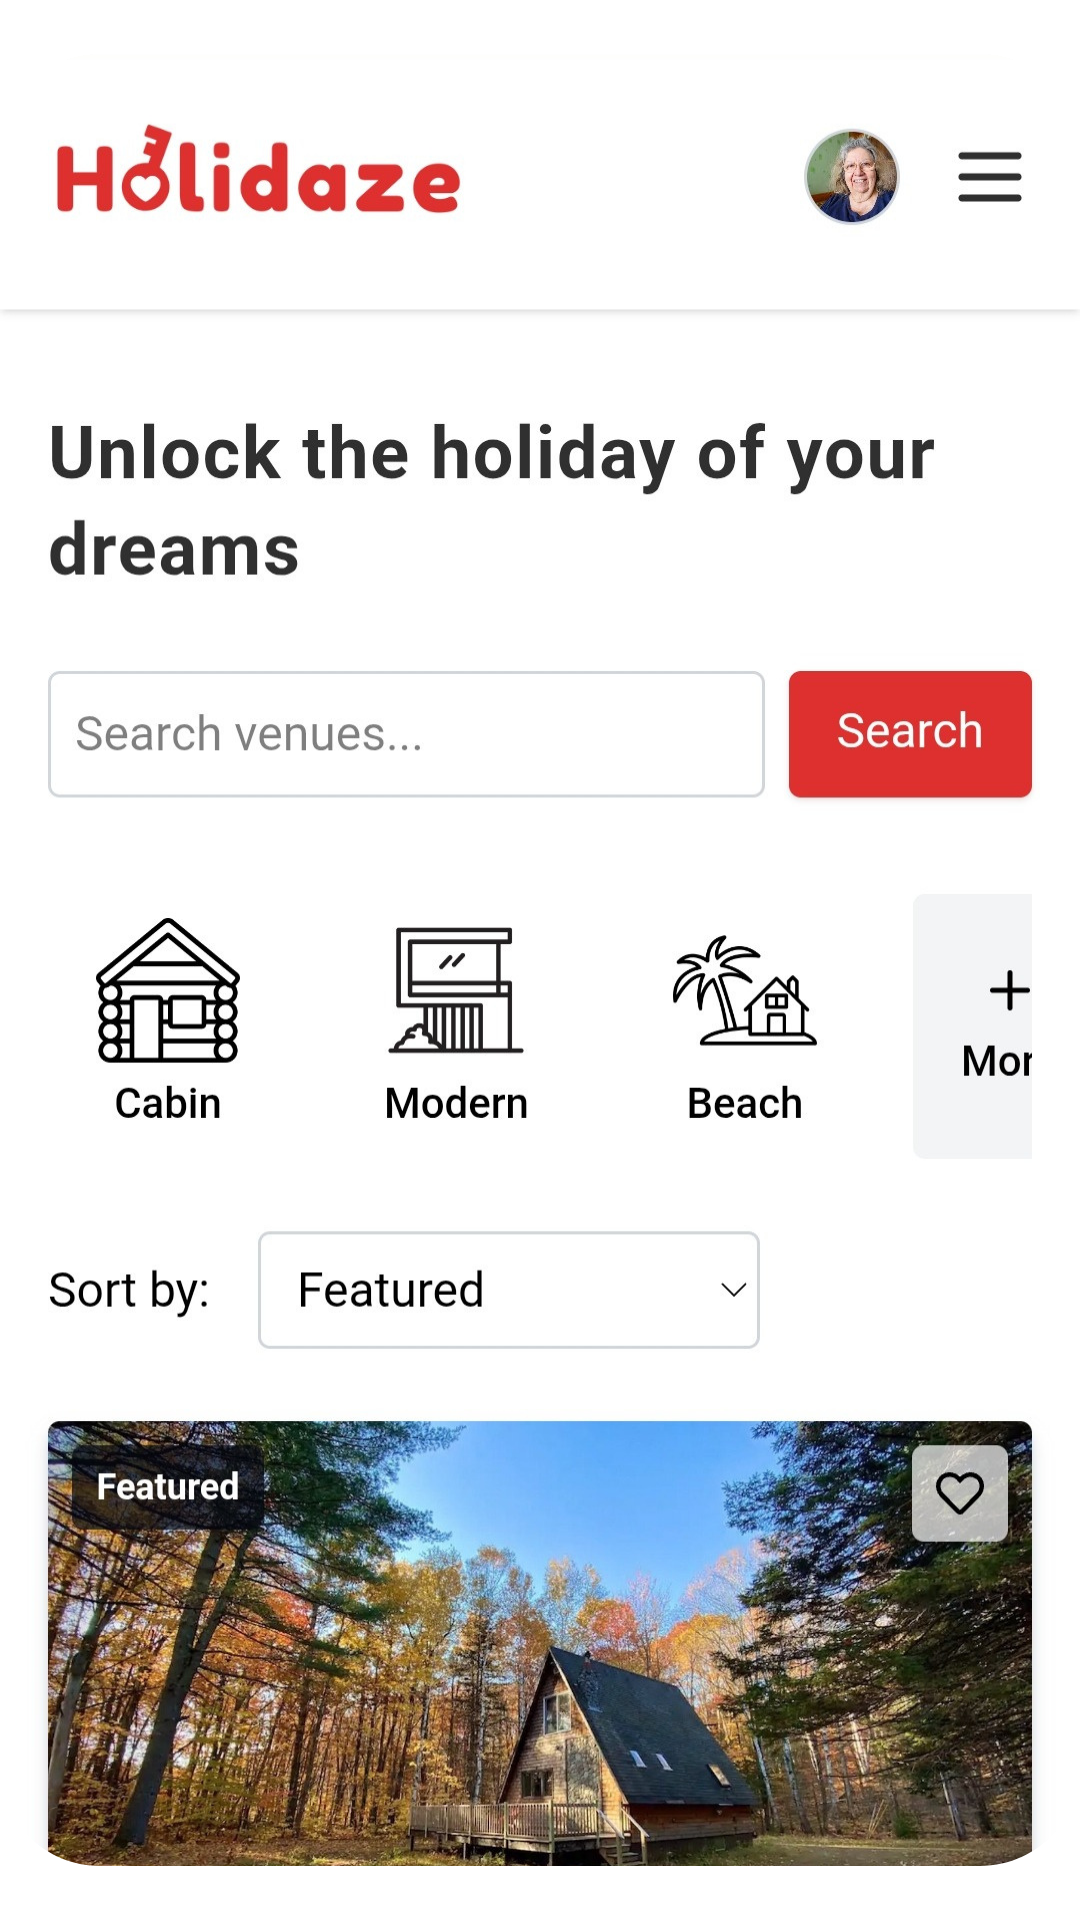 Holidaze
Unlock the holiday of your
dreams
Search venues...
Search
Cabin
Modern
Beach
Mor
Sort by:
Featured
Featured